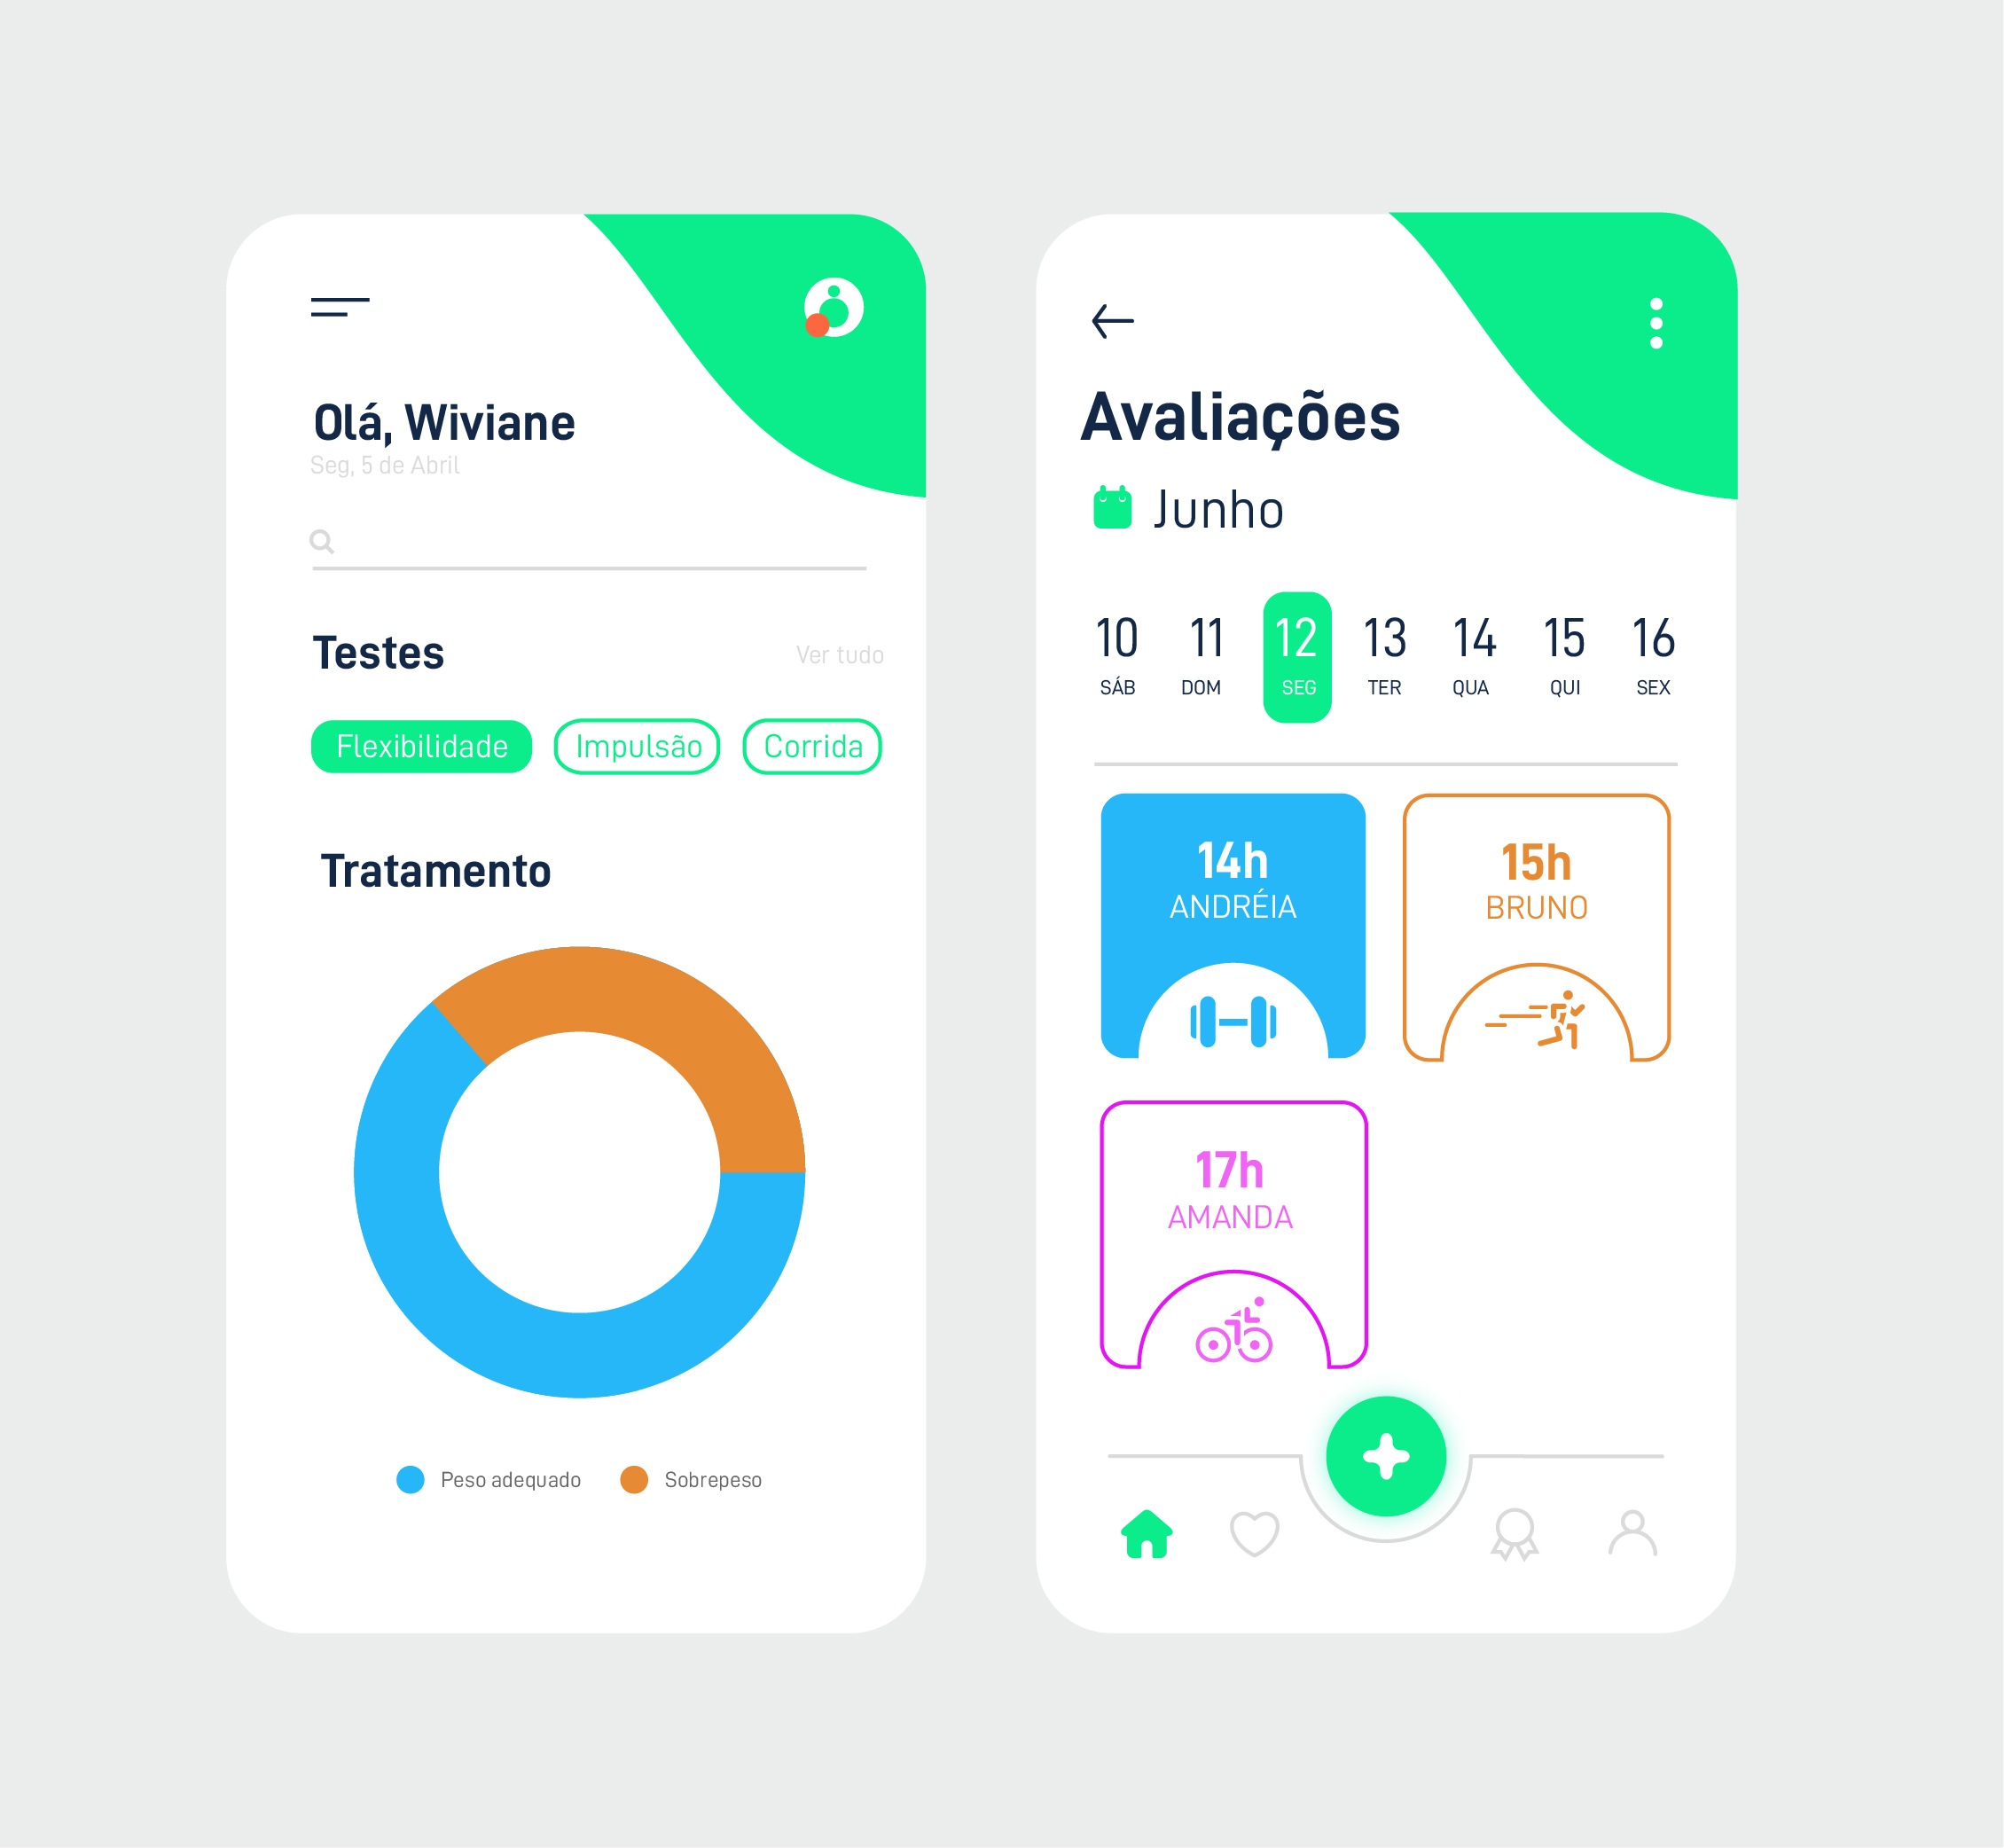 Olá, Wiviane
Seg, 5 de Abril
Testes
Ver tudo
Flexibilidade Impulsão Corrida
Tratamento
Peso adequado Sobrepeso
Avaliações
Junho
10 11 12 13 14 15 16
SÁB DOM SEG TER QUA QUI SEX
14h
ANDRÉIA
15h
BRUNO
17h
AMANDA